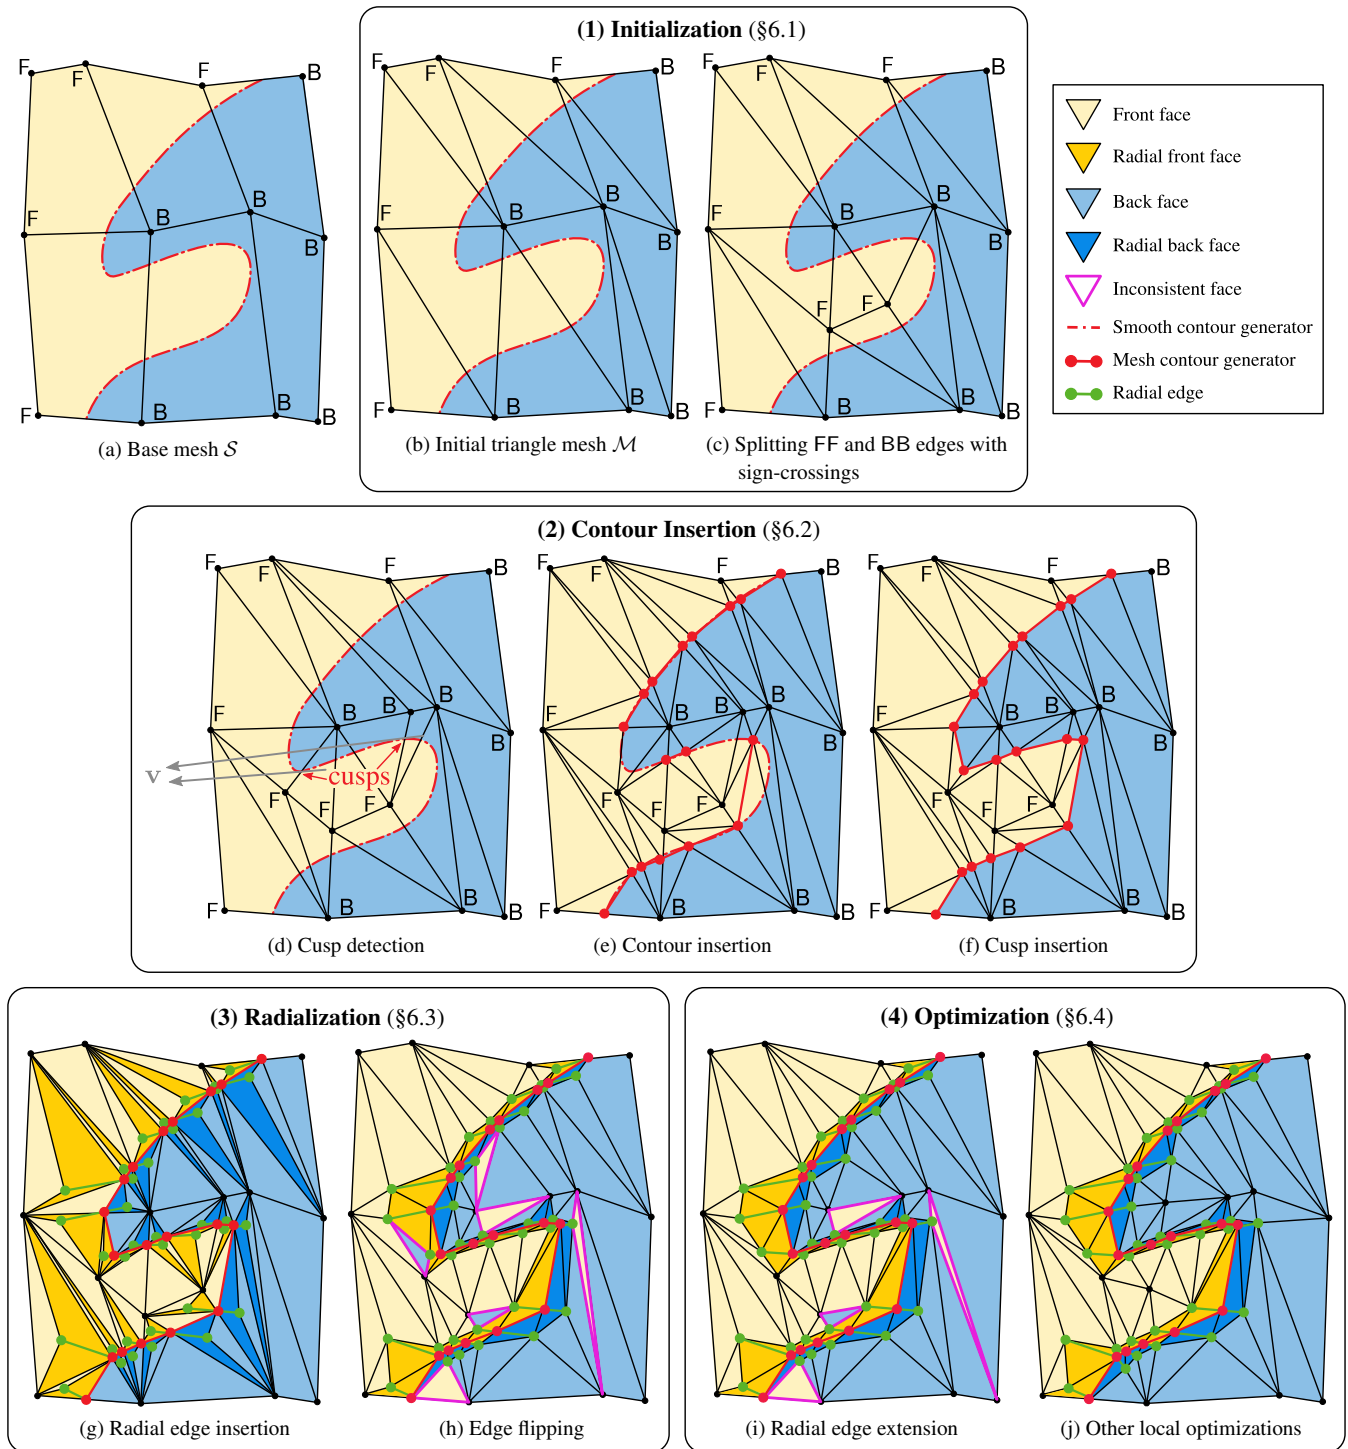 (1) Initialization (§6.1)
F
F
F
B
F
B
B
B
F
B
B
B
(a) Base mesh S
F
F
F
B
F
B
B
B
F
B
B
B
(b) Initial triangle mesh M
F
F
F
B
F
B
B
B
F
F
F
B
B
B
(c) Splitting FF and BB edges with
sign-crossings
Front face
Radial front face
Back face
Radial back face
Inconsistent face
Smooth contour generator
Mesh contour generator
Radial edge
(2) Contour Insertion (§6.2)
F
F
F
B
F
B
B
B
B
v
cusps
F
F
F
F
B
B
B
(d) Cusp detection
F
F
F
B
F
B
B
B
B
F
F
F
F
B
B
B
(e) Contour insertion
F
F
F
B
F
B
B
B
B
F
F
F
F
B
B
B
(f) Cusp insertion
(3) Radialization (§6.3)
(g) Radial edge insertion
(h) Edge flipping
(4) Optimization (§6.4)
(i) Radial edge extension
(j) Other local optimizations